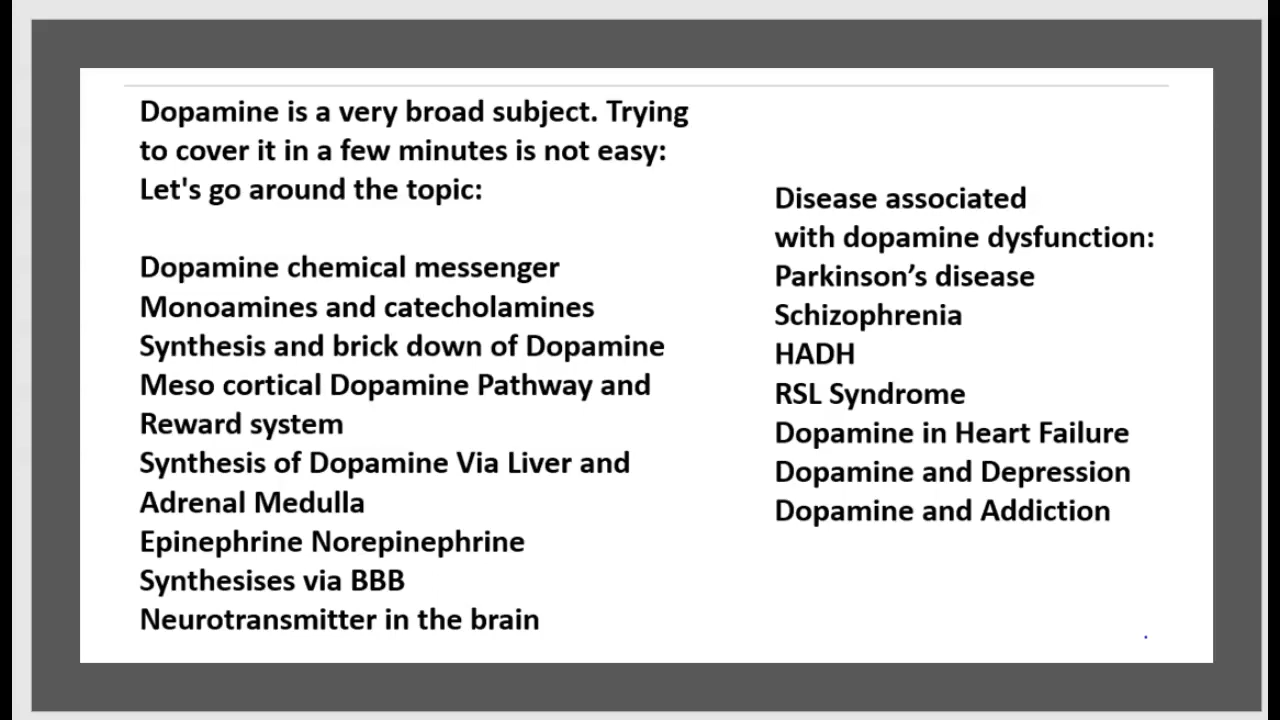 Dopamine is a very broad subject. Trying
to cover it in a few minutes is not easy:
Let's go around the topic:
Dopamine chemical messenger
Monoamines and catecholamines
Synthesis and brick down of Dopamine
Meso cortical Dopamine Pathway and
Reward system
Synthesis of Dopamine Via Liver and
Adrenal Medulla
Epinephrine Norepinephrine
Synthesises via BBB
Neurotransmitter in the brain
Disease associated
with dopamine dysfunction:
Parkinson’s disease
Schizophrenia
HADH
RSL Syndrome
Dopamine in Heart Failure
Dopamine and Depression
Dopamine and Addiction